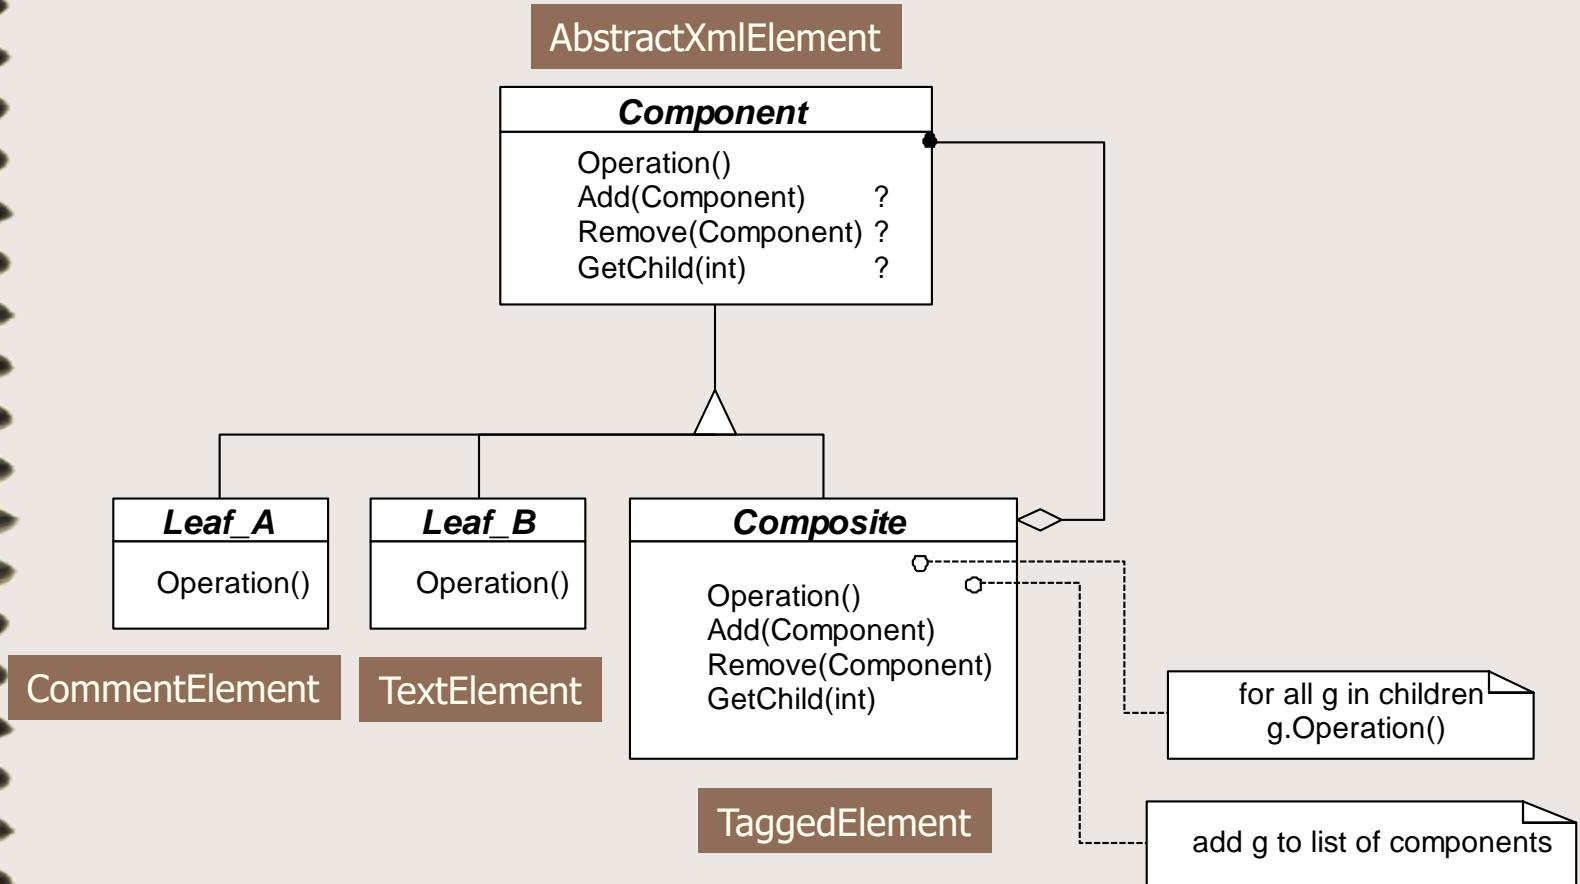 AbstractXmlElement
Component
Operation()
Add(Component) ?
Remove(Component) ?
GetChild(int) ?
Leaf_A
Operation()
Leaf_B
Operation()
Composite
Operation()
Add(Component)
Remove(Component)
GetChild(int)
CommentElement
TextElement
TaggedElement
for all g in children
g.Operation()
add g to list of components